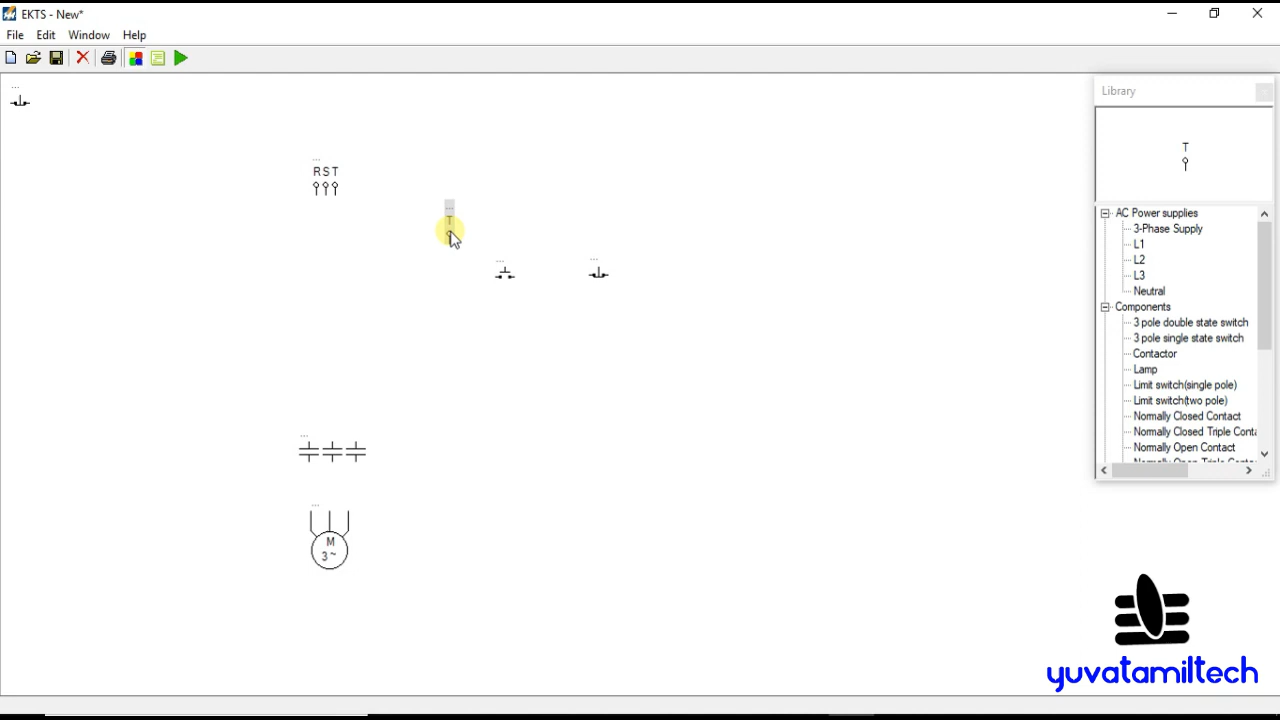 EKTS - New*
File Edit Window Help
Library
...
...
R S T
T
...
T
...
...
AC Power supplies
3-Phase Supply
L1
L2
L3
Neutral
Components
3 pole double state switch
3 pole single state switch
Contactor
Lamp
Limit switch(single pole)
Limit switch(two pole)
Normally Closed Contact
Normally Closed Triple Conta
Normally Open Contact
...
...
M
3 ~
yuvatamiltech